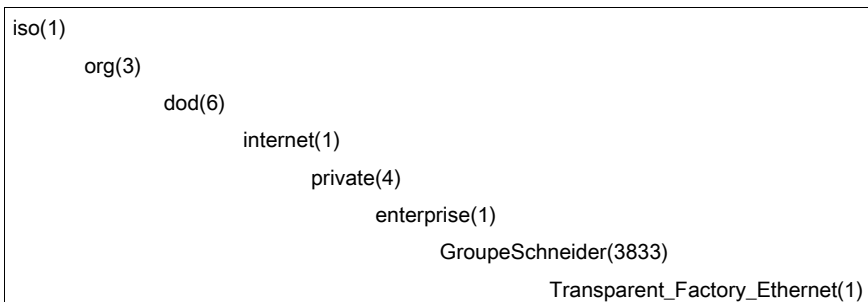 iso(1)
org(3)
dod(6)
internet(1)
private(4)
enterprise(1)
GroupeSchneider(3833)
Transparent_Factory_Ethernet(1)